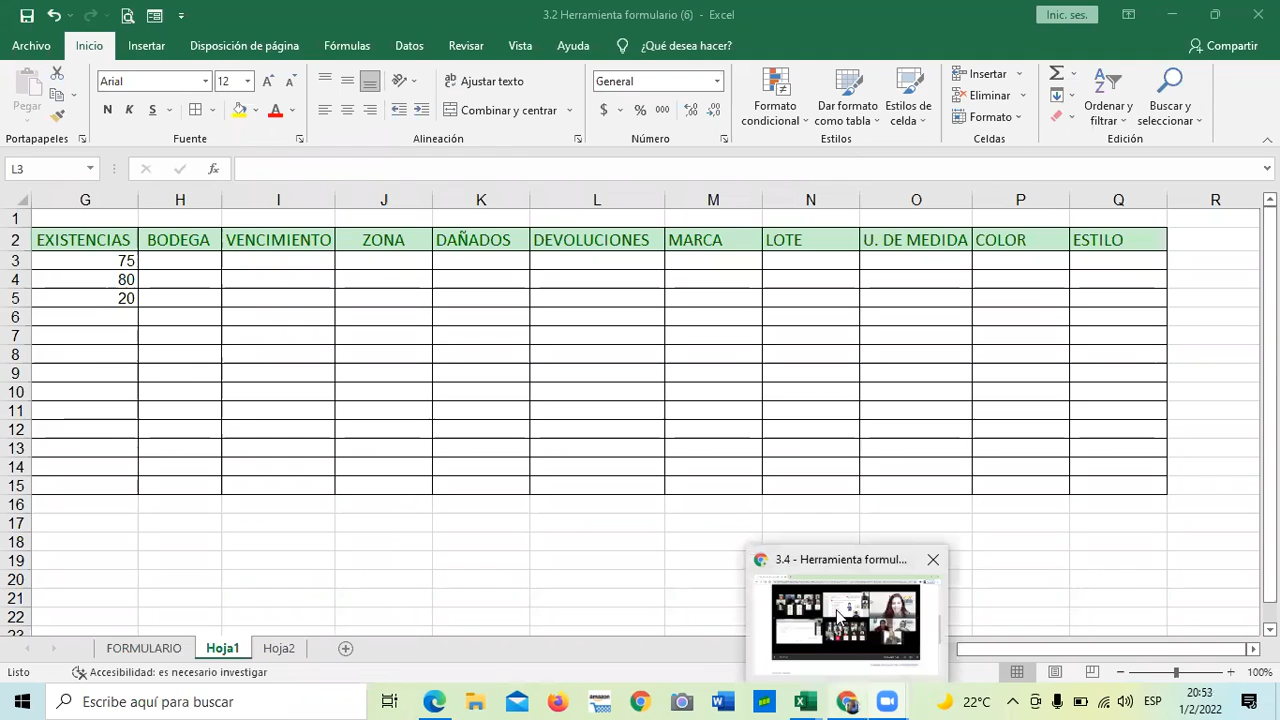 3.2 Herramienta formulario (6) - Excel
Inic. ses.
Archivo Inicio Insertar Disposición de página Fórmulas Datos Revisar Vista Ayuda ¿Qué desea hacer? Compartir
Pegar
Arial 12
N K S
Ajustar texto
Combinar y centrar
General
$ % 000
Formato condicional
Dar formato como tabla
Estilos de celda
Insertar
Eliminar
Formato
Ordenar y filtrar
Buscar y seleccionar
Portapapeles Fuente Alineación Número Estilos Celdas Edición
L3 fx
G H I J K L M N O P Q R
1
2 EXISTENCIAS BODEGA VENCIMIENTO ZONA DAÑADOS DEVOLUCIONES MARCA LOTE U. DE MEDIDA COLOR ESTILO
3 75
4 80
5 20
6
7
8
9
10
11
12
13
14
15
16
17
18
19
20
21
22
23
3.4 - Herramienta formul...
FORMULARIO Hoja1 Hoja2
Listo Accesibilidad: es necesario investigar 100%
Escribe aquí para buscar
amazon
22°C ESP 20:53
1/2/2022